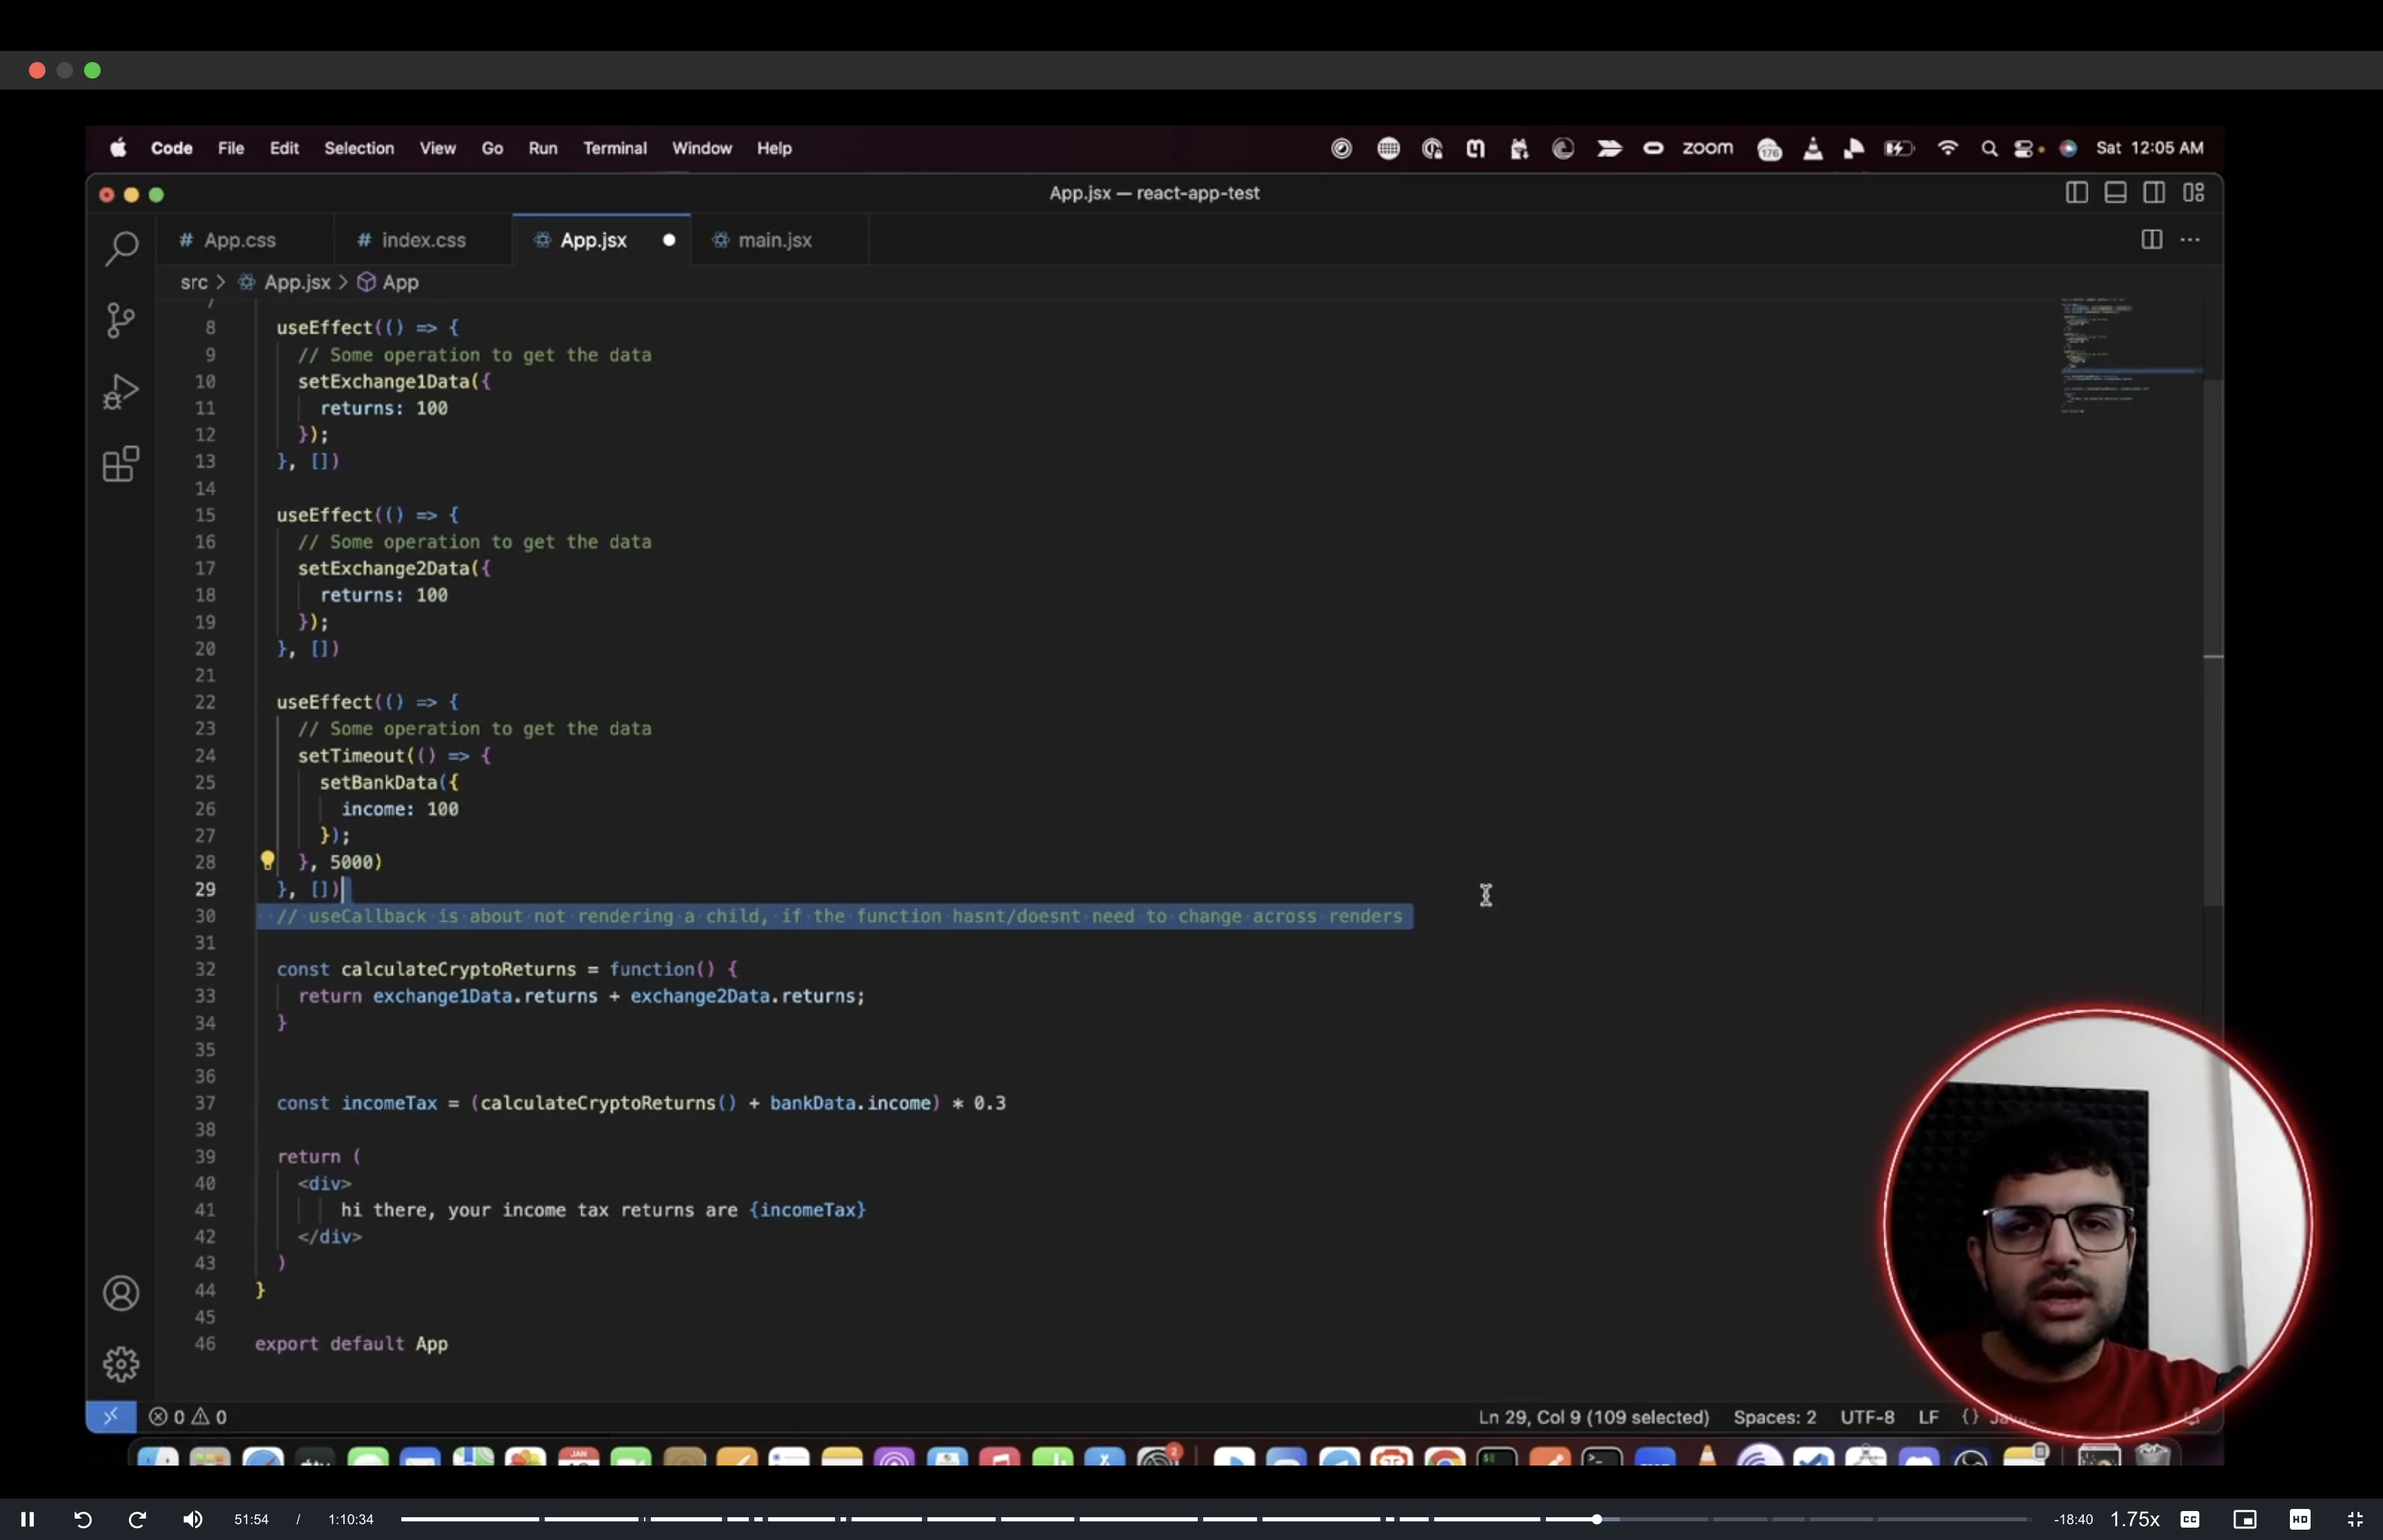 Code File Edit Selection View Go Run Terminal Window Help
zoom 176 Sat 12:05 AM
App.jsx — react-app-test
# App.css # index.css App.jsx main.jsx
src > App.jsx > App
7
8 useEffect(() => {
9 // Some operation to get the data
10 setExchange1Data({
11 returns: 100
12 });
13 }, [])
14
15 useEffect(() => {
16 // Some operation to get the data
17 setExchange2Data({
18 returns: 100
19 });
20 }, [])
21
22 useEffect(() => {
23 // Some operation to get the data
24 setTimeout(() => {
25 setBankData({
26 income: 100
27 });
28 }, 5000)
29 }, [])
30 // useCallback is about not rendering a child, if the function hasnt/doesnt need to change across renders
31
32 const calculateCryptoReturns = function() {
33 return exchange1Data.returns + exchange2Data.returns;
34 }
35
36
37 const incomeTax = (calculateCryptoReturns() + bankData.income) * 0.3
38
39 return (
40 <div>
41 hi there, your income tax returns are {incomeTax}
42 </div>
43 )
44 }
45
46 export default App
0 0 Ln 29, Col 9 (109 selected) Spaces: 2 UTF-8 LF {}
JAN 2
51:54 / 1:10:34 -18:40 1.75x CC HD